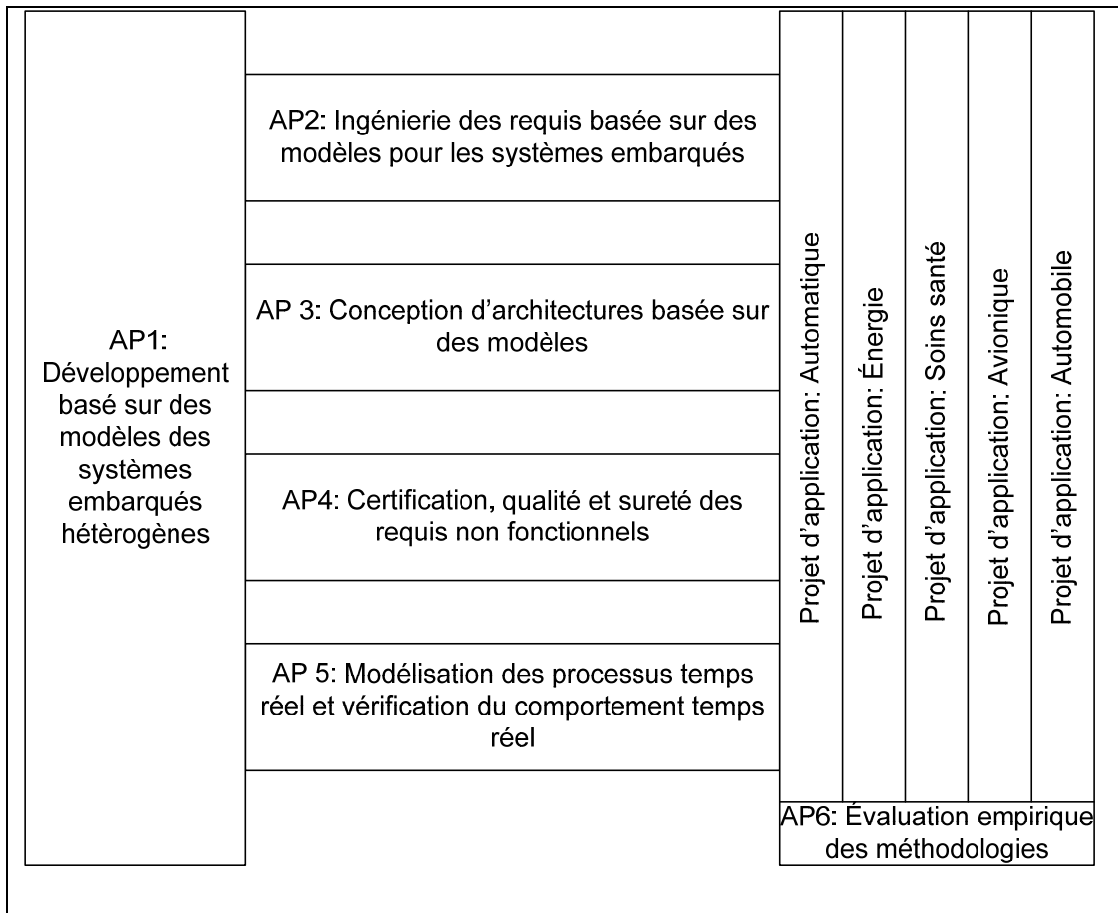 AP1:
Développement
basé sur des
modèles des
systèmes
embarqués
hétèrogènes
AP2: Ingénierie des requis basée sur des
modèles pour les systèmes embarqués
AP 3: Conception d'architectures basée sur
des modèles
AP4: Certification, qualité et sureté des
requis non fonctionnels
AP 5: Modélisation des processus temps
réel et vérification du comportement temps
réel
Projet d'application: Automatique
Projet d'application: Énergie
Projet d'application: Soins santé
Projet d'application: Avionique
Projet d'application: Automobile
AP6: Évaluation empirique
des méthodologies